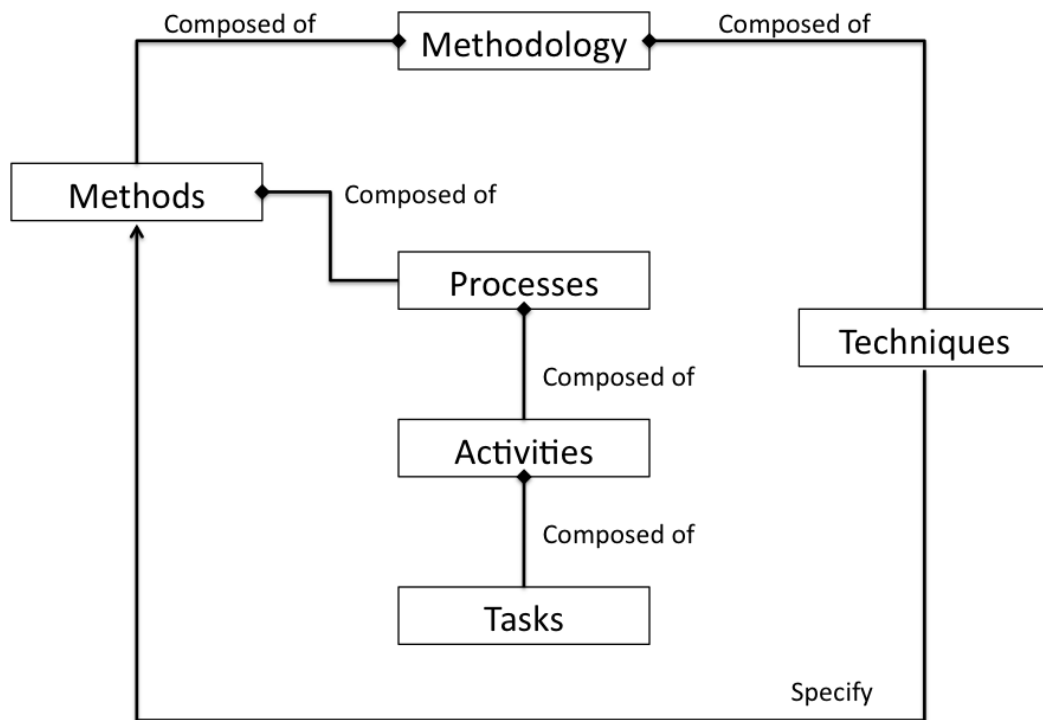 Composed of
Methodology
Composed of
Methods
Composed of
Processes
Techniques
Composed of
Activities
Composed of
Tasks
Specify